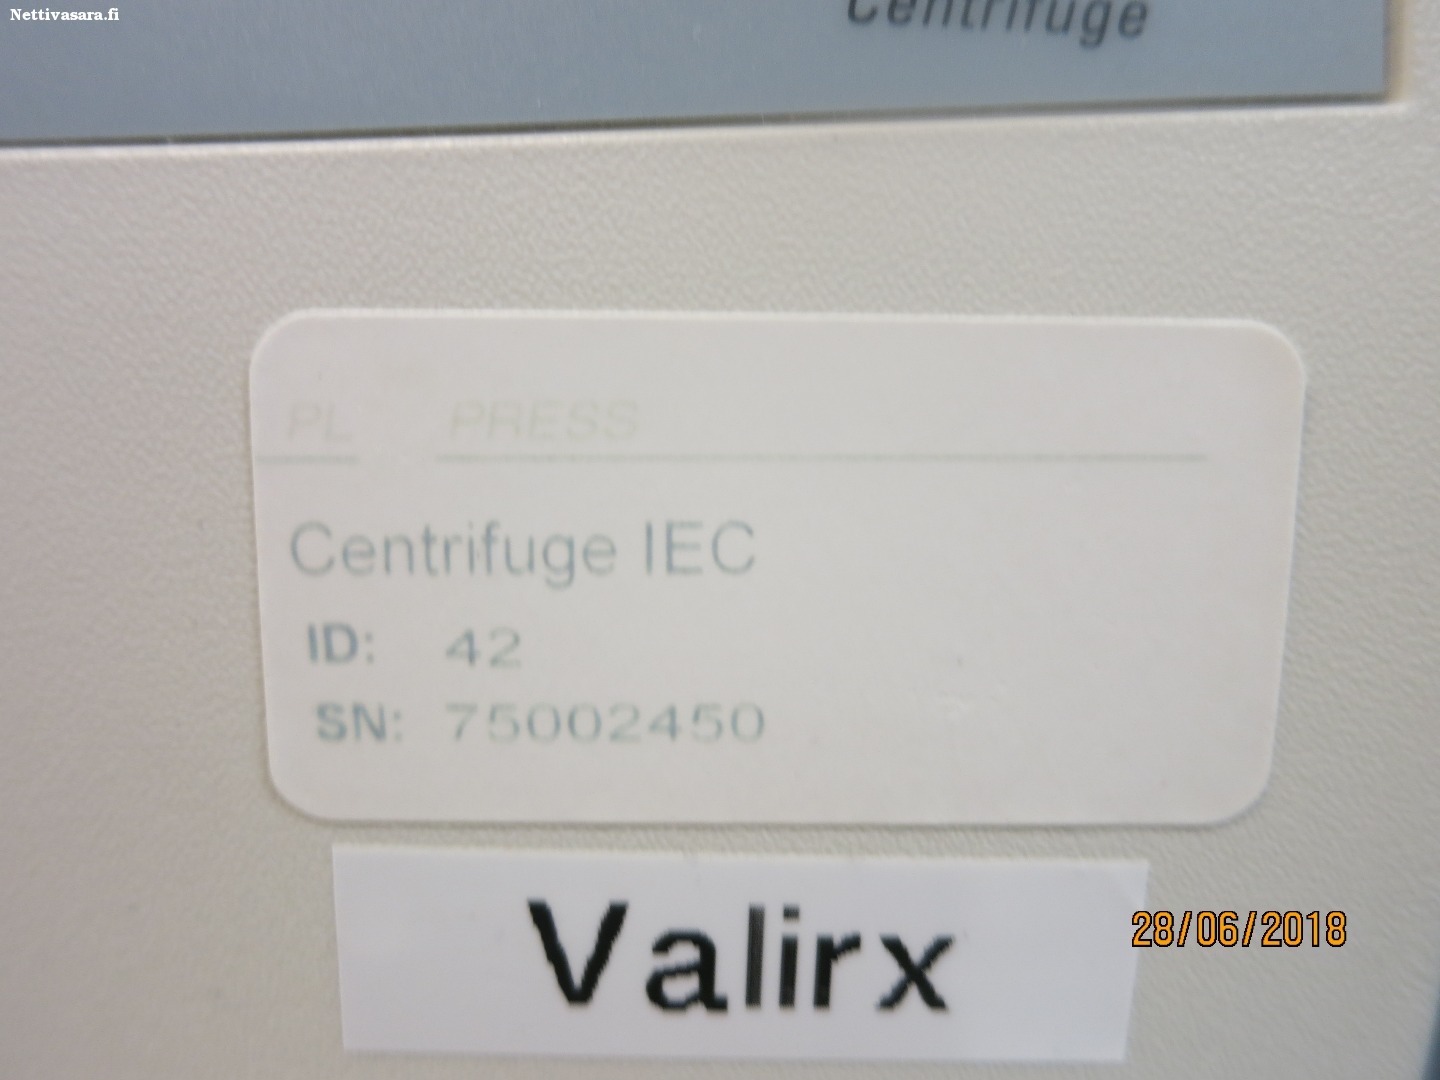 Nettivasara.fi
Centrifuge
PL PRESS
Centrifuge IEC
ID: 42
SN: 75002450
Valirx
28/06/2018